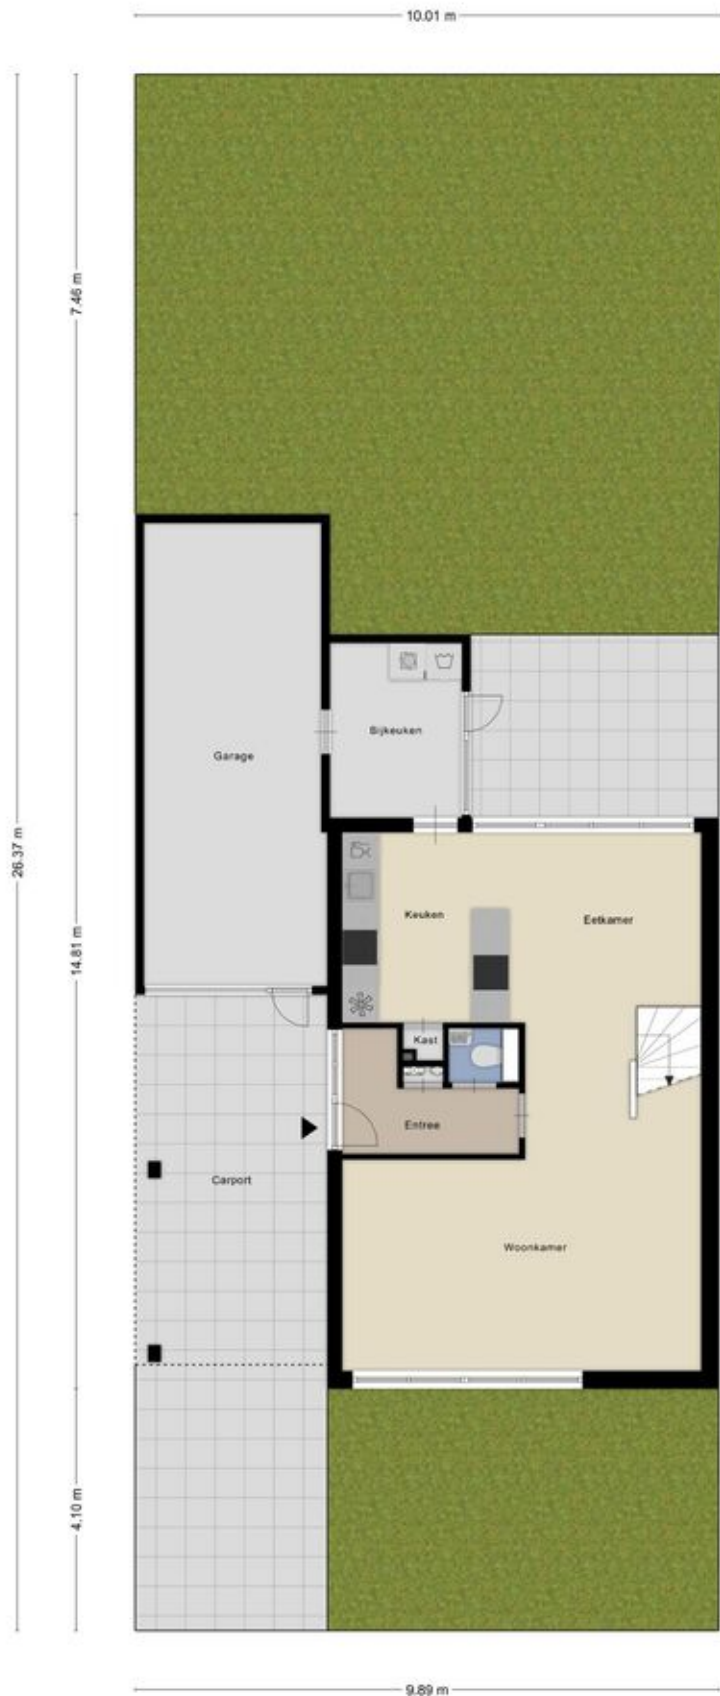 10.01 m
7.46 m
Garage
Bijkeuken
26.37 m
14.81 m
Keuken
Eetkamer
Kast
Entree
Carport
Woonkamer
4.10 m
9.89 m